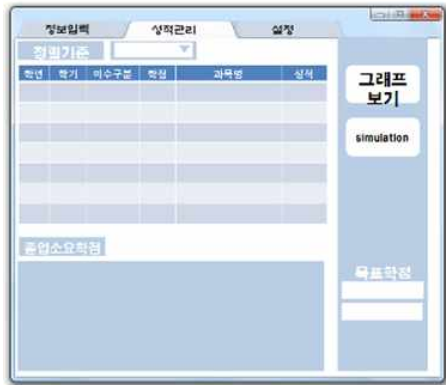 정보입력 성적관리 설정
정렬기준
학년 학기 이수구분 학점 과목명 성적
그래프
보기
simulation
졸업소요학점
목표학점